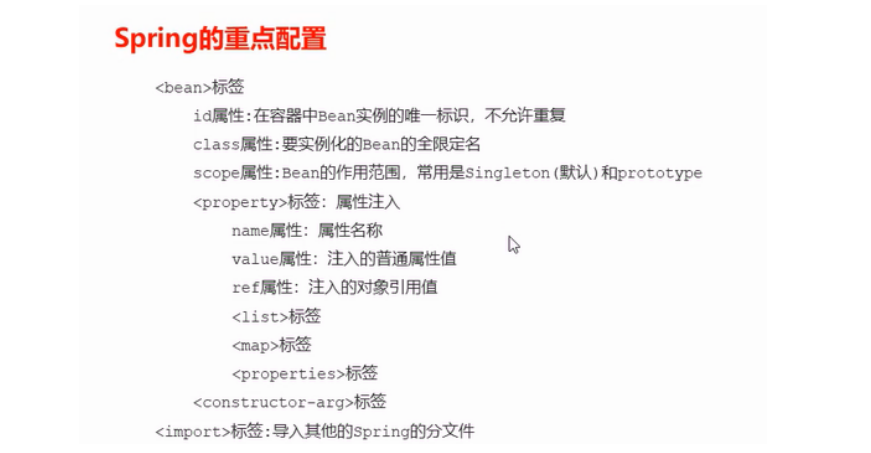 Spring的重点配置
<bean>标签
id属性:在容器中Bean实例的唯一标识，不允许重复
class属性:要实例化的Bean的全限定名
scope属性:Bean的作用范围，常用是Singleton(默认)和prototype
<property>标签：属性注入
name属性：属性名称
value属性：注入的普通属性值
ref属性：注入的对象引用值
<list>标签
<map>标签
<properties>标签
<constructor-arg>标签
<import>标签:导入其他的Spring的分文件